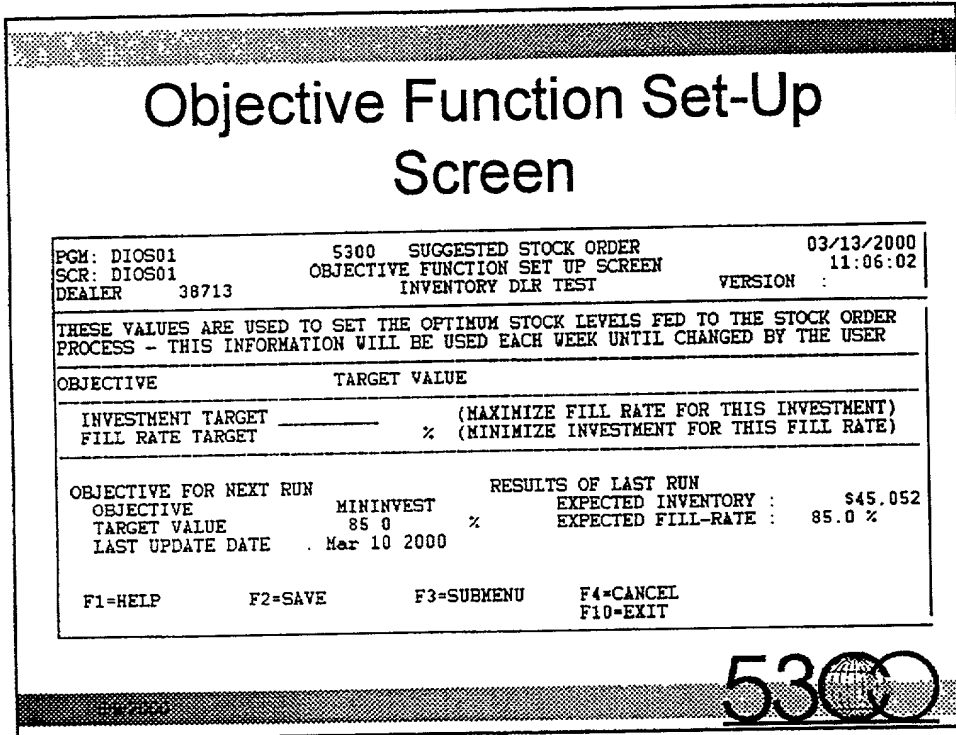 Objective Function Set-Up
Screen
PGM: DIOS01 5300 SUGGESTED STOCK ORDER 03/13/2000
SCR: DIOS01 OBJECTIVE FUNCTION SET UP SCREEN 11:06:02
DEALER 38713 INVENTORY DLR TEST VERSION :
THESE VALUES ARE USED TO SET THE OPTIMUM STOCK LEVELS FED TO THE STOCK ORDER
PROCESS - THIS INFORMATION WILL BE USED EACH WEEK UNTIL CHANGED BY THE USER
OBJECTIVE TARGET VALUE
INVESTMENT TARGET __________ (MAXIMIZE FILL RATE FOR THIS INVESTMENT)
FILL RATE TARGET % (MINIMIZE INVESTMENT FOR THIS FILL RATE)
OBJECTIVE FOR NEXT RUN RESULTS OF LAST RUN
OBJECTIVE MININVEST EXPECTED INVENTORY : $45,052
TARGET VALUE 85 0 % EXPECTED FILL-RATE : 85.0 %
LAST UPDATE DATE . Mar 10 2000
F1=HELP F2=SAVE F3=SUBMENU F4=CANCEL
F10=EXIT
5300